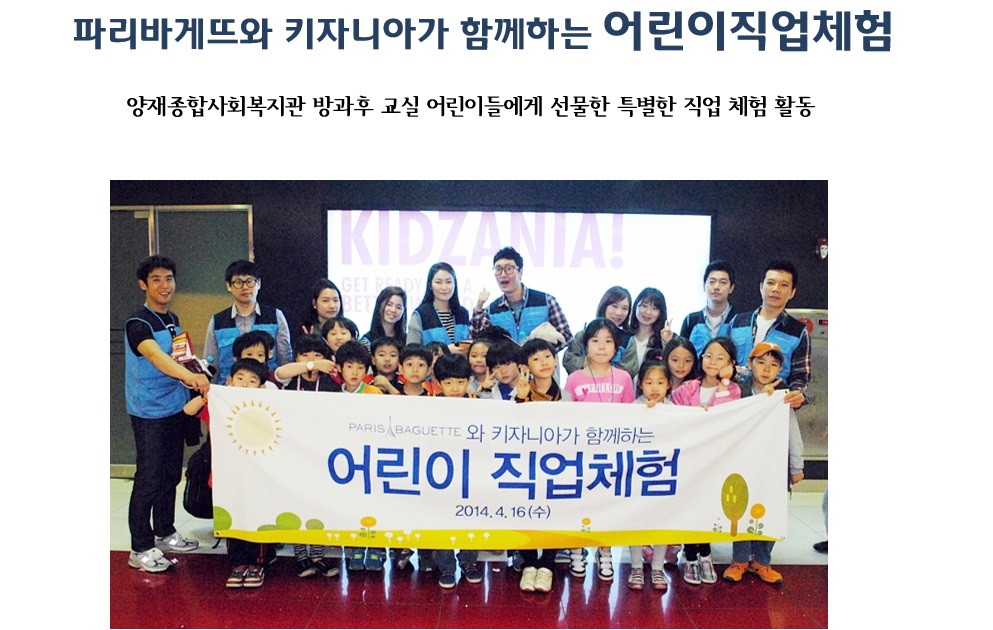 파리바게뜨와 키자니아가 함께하는 어린이직업체험
양재종합사회복지관 방과후 교실 어린이들에게 선물한 특별한 직업 체험 활동
KIDZANIA!
GET READY A
BETT
PARIS BAGUETTE 와 키자니아가 함께하는
어린이 직업체험
2014. 4. 16 (수)